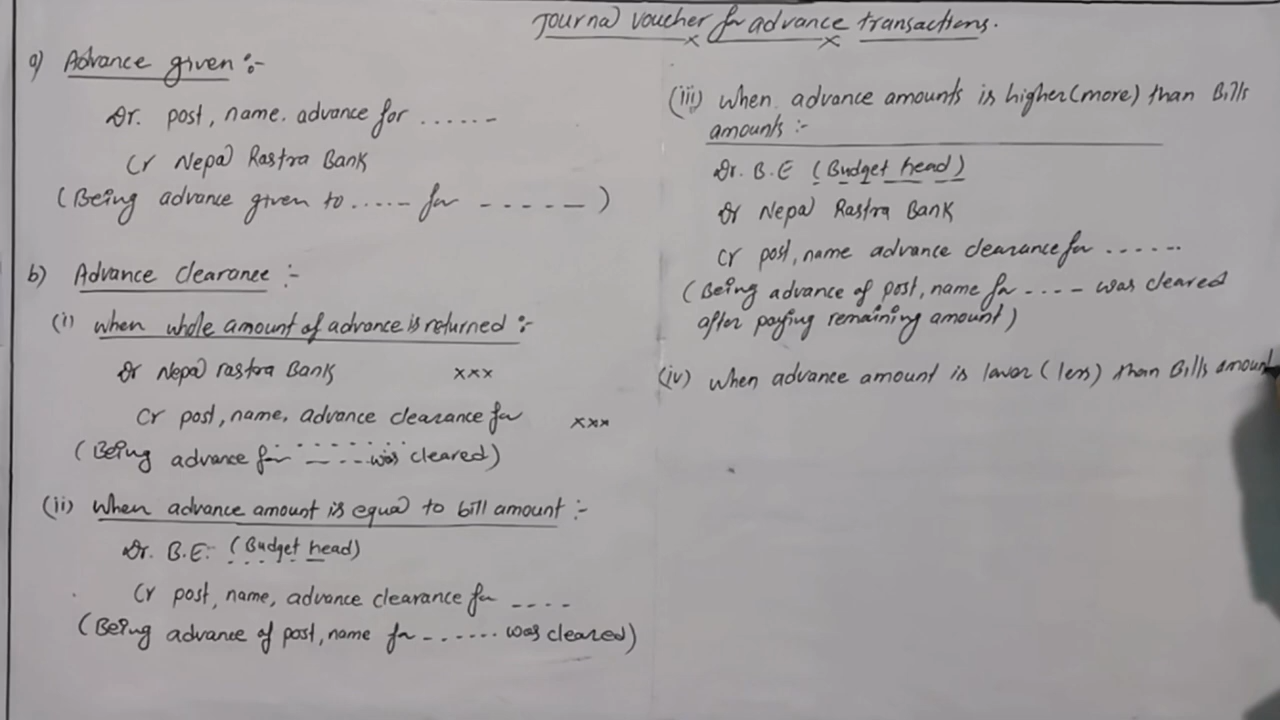 Journal voucher for advance transactions.
a) Advance given :-
Dr. post, name. advance for ......
Cr Nepal Rastra Bank
(Being advance given to ..... for -----)
b) Advance clearance :-
(i) when whole amount of advance is returned :-
Dr Nepal rastra Bank xxx
Cr post, name, advance clearance for xxx
(Being advance for ..... was cleared)
(ii) When advance amount is equal to bill amount :-
Dr. B.E. (Budget head)
Cr post, name, advance clearance for ----
(Being advance of post, name for ...... was cleared)
(iii) when advance amounts is higher (more) than Bills
amounts :-
Dr. B.E (Budget head)
Dr Nepal Rastra Bank
Cr post, name advance clearance for ......
(Being advance of post, name for .... was cleared
after paying remaining amount)
(iv) When advance amount is lower (less) than Bills amount